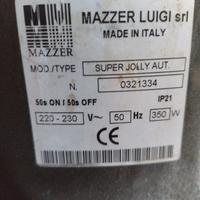 MAZZER LUIGI srl
MADE IN ITALY
MAZZER
MOD./TYPE SUPER JOLLY AUT.
N. 0321334
50s ON / 50s OFF IP21
220 - 230 V~ 50 Hz 350 W
CE